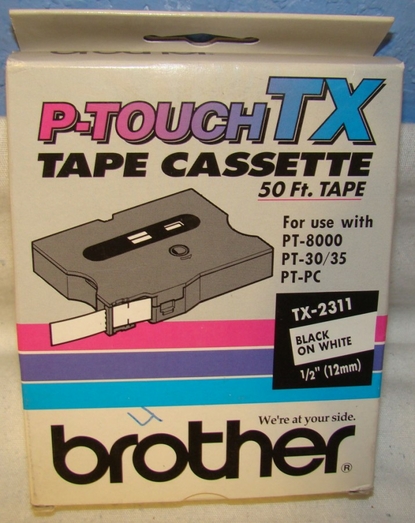 P-TOUCH TX
TAPE CASSETTE
50 Ft. TAPE
For use with
PT-8000
PT-30/35
PT-PC
TX-2311
BLACK
ON WHITE
1/2" (12mm)
4
We're at your side.
brother®